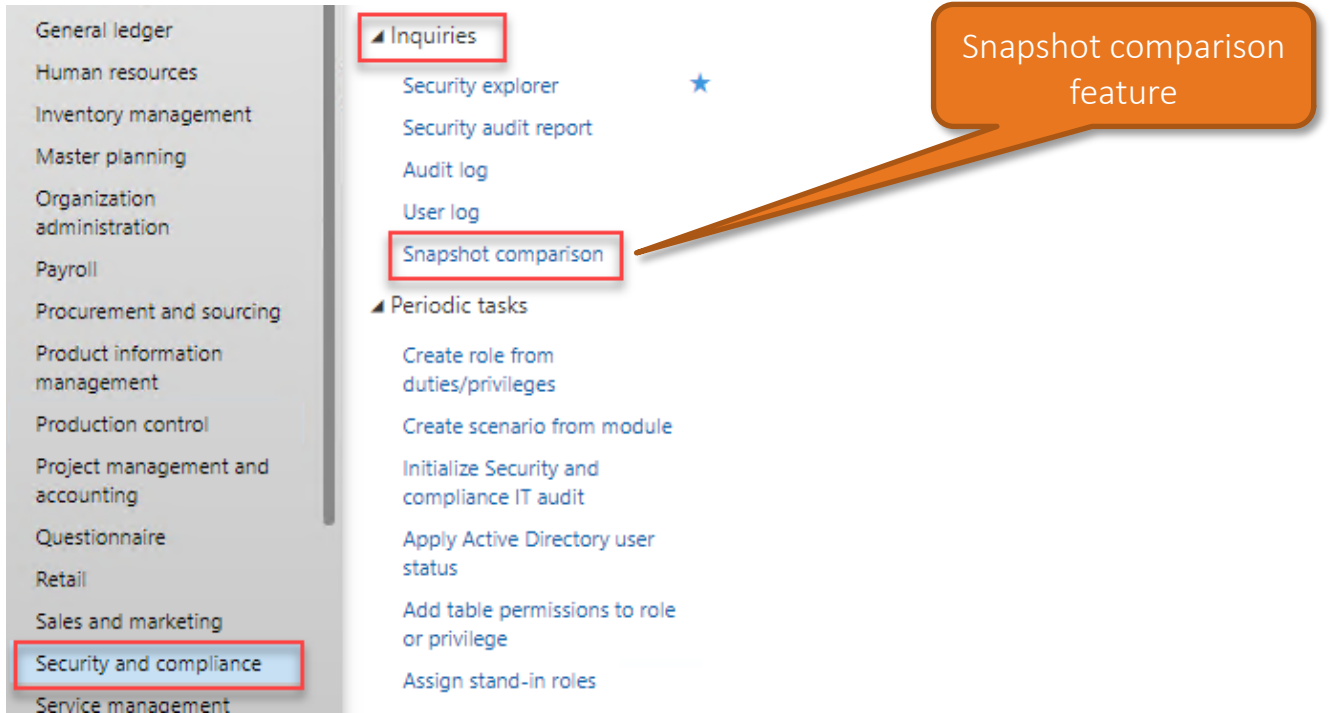 General ledger
Human resources
Inventory management
Master planning
Organization
administration
Payroll
Procurement and sourcing
Product information
management
Production control
Project management and
accounting
Questionnaire
Retail
Sales and marketing
Security and compliance
Service management
Inquiries
Security explorer
Security audit report
Audit log
User log
Snapshot comparison
Periodic tasks
Create role from
duties/privileges
Create scenario from module
Initialize Security and
compliance IT audit
Apply Active Directory user
status
Add table permissions to role
or privilege
Assign stand-in roles
Snapshot comparison
feature